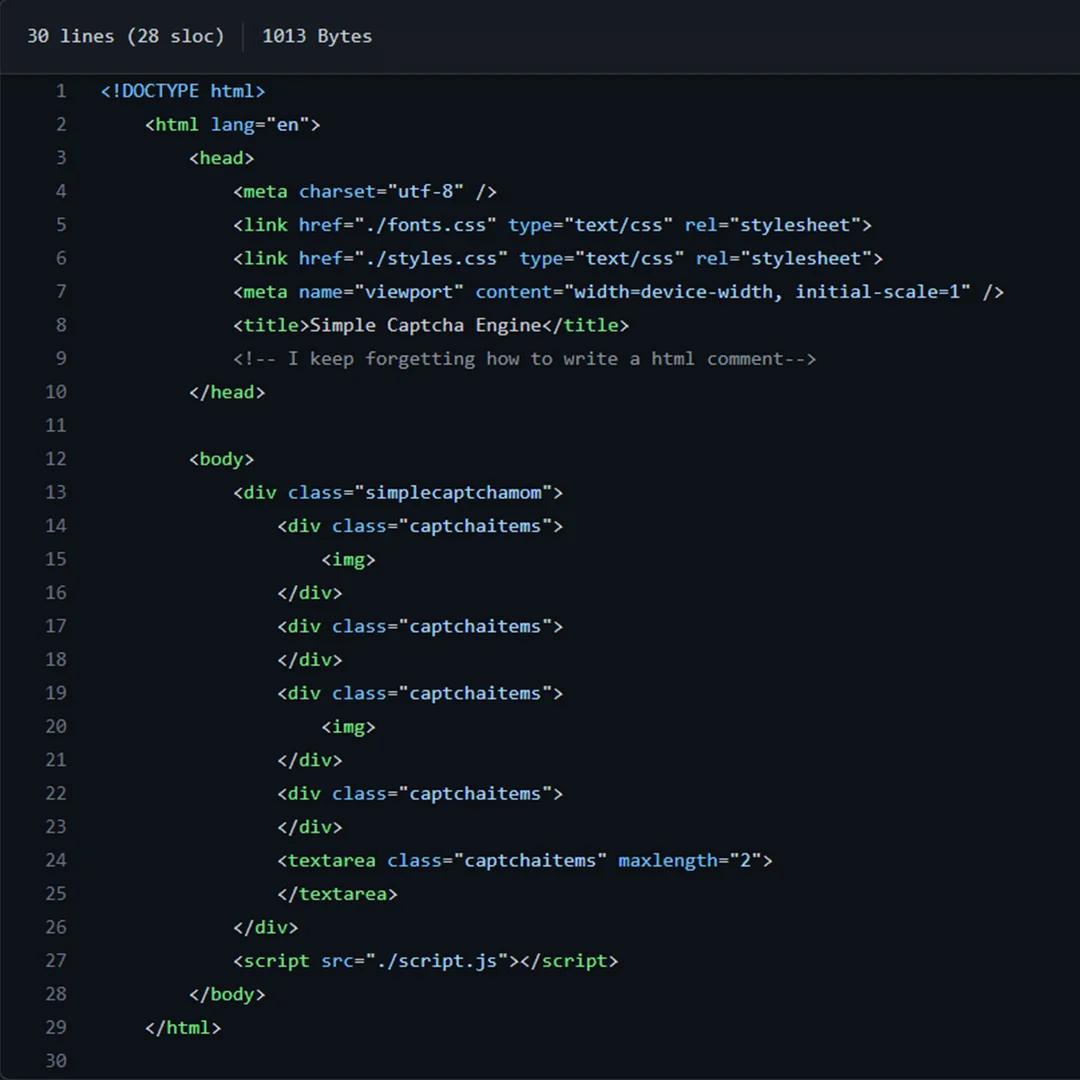 30 lines (28 sloc) 1013 Bytes
1 <!DOCTYPE html>
2 <html lang="en">
3 <head>
4 <meta charset="utf-8" />
5 <link href="./fonts.css" type="text/css" rel="stylesheet">
6 <link href="./styles.css" type="text/css" rel="stylesheet">
7 <meta name="viewport" content="width=device-width, initial-scale=1" />
8 <title>Simple Captcha Engine</title>
9 <!-- I keep forgetting how to write a html comment-->
10 </head>
11
12 <body>
13 <div class="simplecaptchamom">
14 <div class="captchaitems">
15 <img>
16 </div>
17 <div class="captchaitems">
18 </div>
19 <div class="captchaitems">
20 <img>
21 </div>
22 <div class="captchaitems">
23 </div>
24 <textarea class="captchaitems" maxlength="2">
25 </textarea>
26 </div>
27 <script src="./script.js"></script>
28 </body>
29 </html>
30